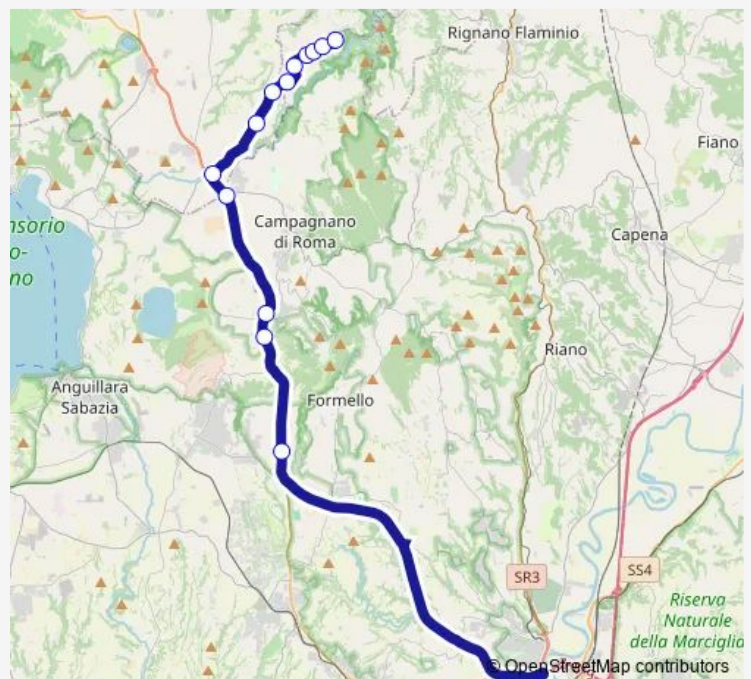 Rignano Flaminio
Fiano
nsorio
o-
no
Campagnano
di Roma
Capena
Riano
Anguillara
Sabazia
Formello
SR3
SS4
Riserva
Naturale
della Marciglia
© OpenStreetMap contributors